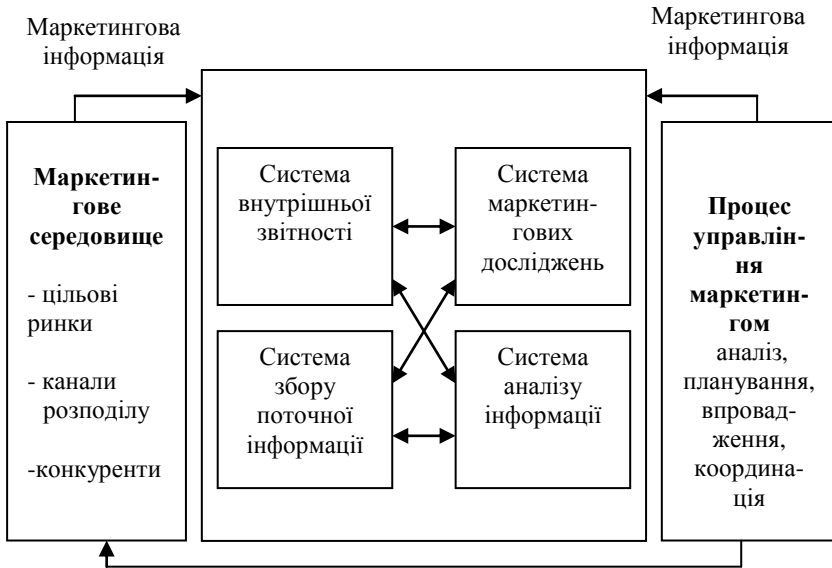 Маркетингова
інформація
Маркетингова
інформація
Маркетин-
гове
середовище
- цільові
ринки
- канали
розподілу
-конкуренти
Система
внутрішньої
звітності
Система
маркетин-
гових
досліджень
Система
збору
поточної
інформації
Система
аналізу
інформації
Процес
управлін-
ня
маркетин-
гом
аналіз,
планування,
впровад-
ження,
координа-
ція